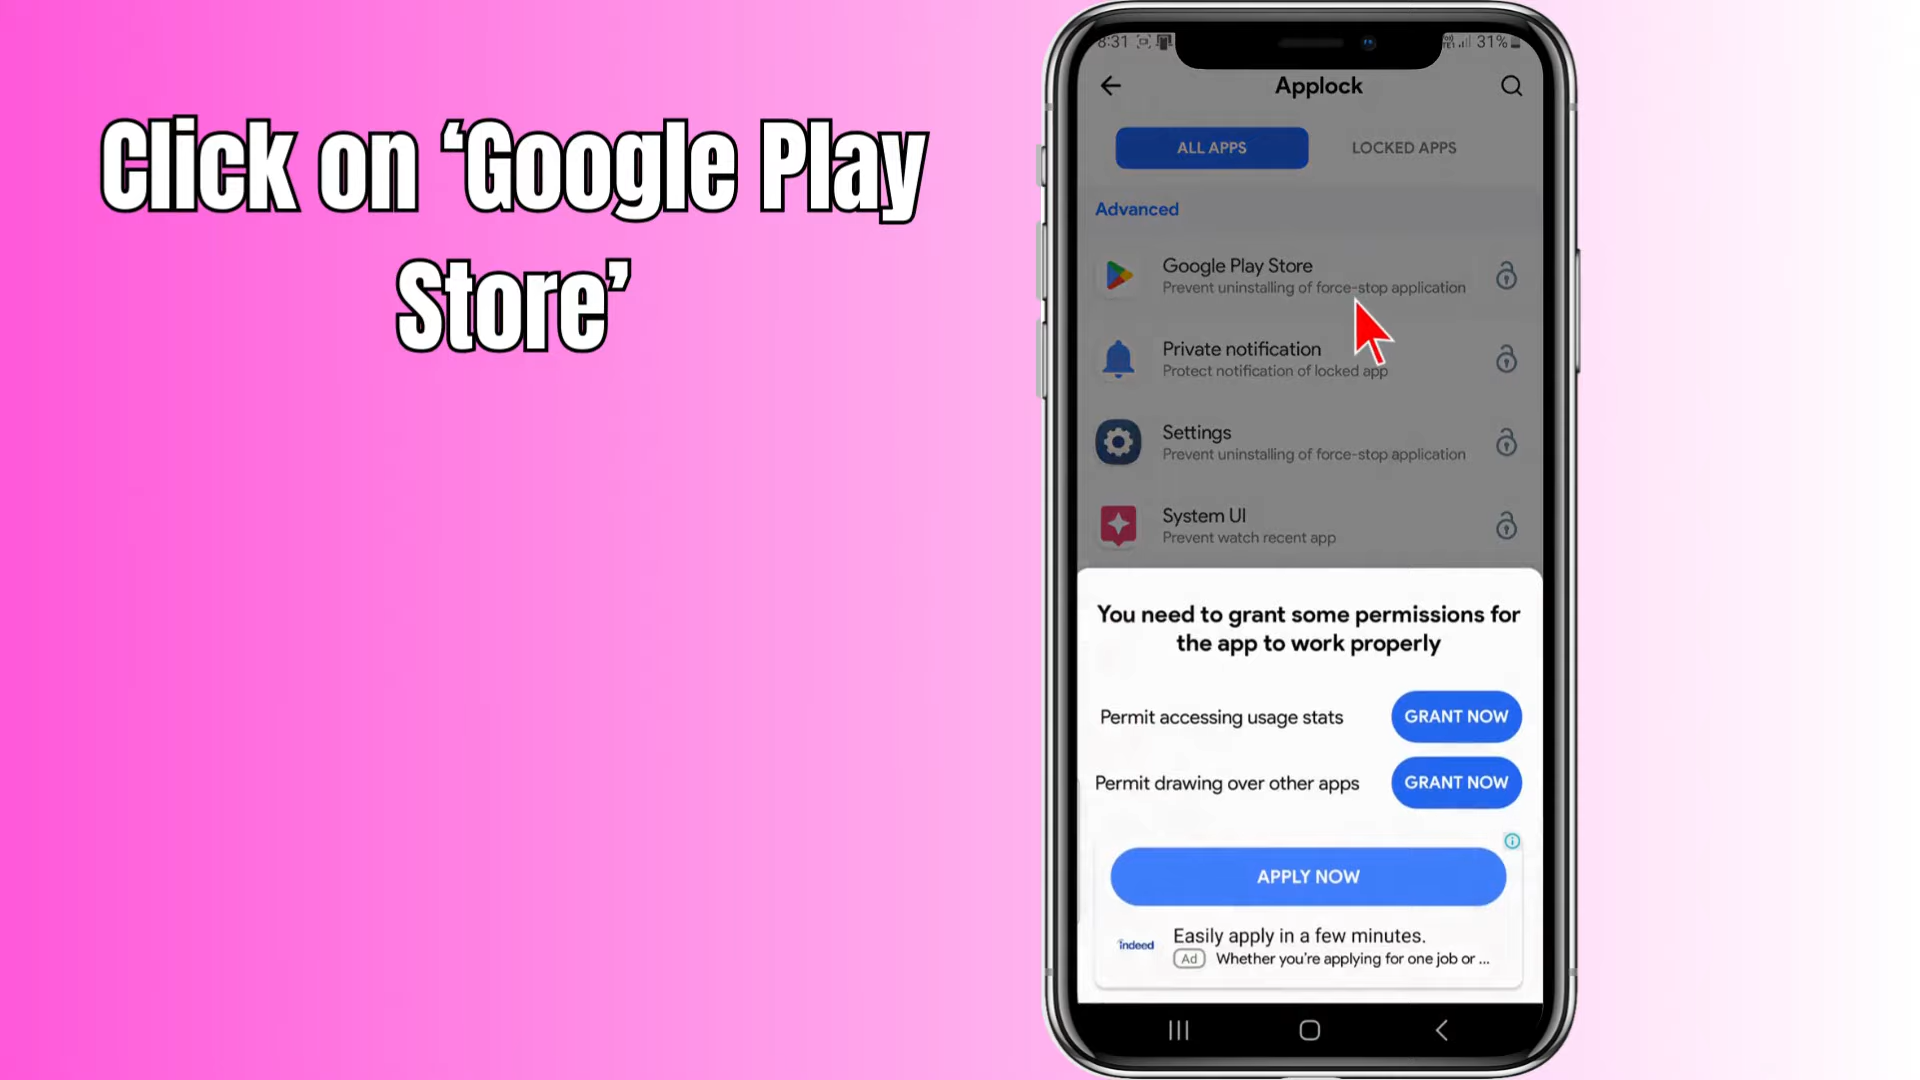 Click on ‘Google Play
Store’
8:31
31%
Applock
ALL APPS
LOCKED APPS
Advanced
Google Play Store
Prevent uninstalling of force-stop application
Private notification
Protect notification of locked app
Settings
Prevent uninstalling of force-stop application
System UI
Prevent watch recent app
You need to grant some permissions for
the app to work properly
Permit accessing usage stats
GRANT NOW
Permit drawing over other apps
GRANT NOW
APPLY NOW
indeed
Easily apply in a few minutes.
Ad
Whether you're applying for one job or ...